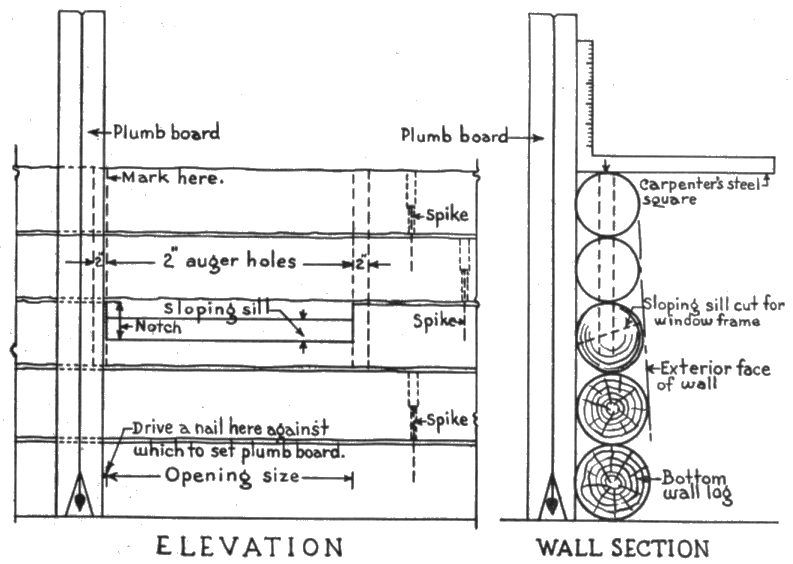 Plumb board
Mark here.
Spike
2" 2" auger holes 2"
Sloping sill
Notch
Spike
Spike
Drive a nail here against
which to set plumb board.
Opening size
ELEVATION
Plumb board
Carpenter's steel
square
Sloping sill cut for
window frame
Exterior face
of wall
Bottom
wall log
WALL SECTION